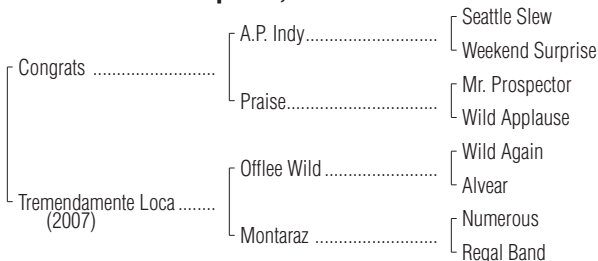 Seattle Slew
A.P. Indy..............................
Weekend Surprise
Congrats ..........................
Mr. Prospector
Praise....................................
Wild Applause
Wild Again
Offlee Wild ........................
Alvear
Tremendamente Loca ........
(2007)
Numerous
Montaraz ..........................
Regal Band